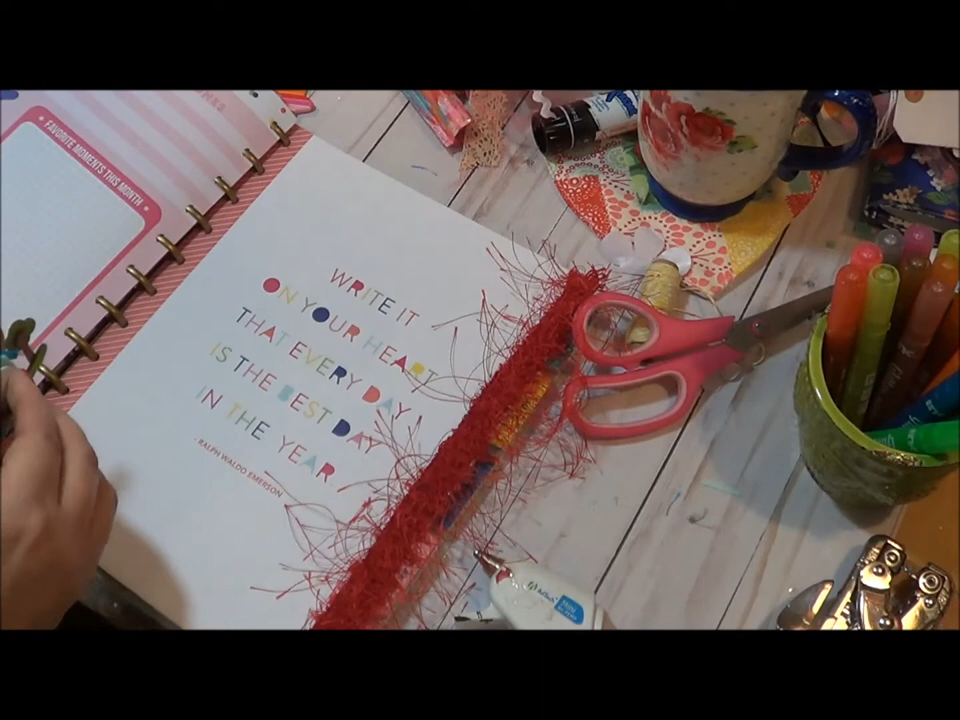 FAVORITE MOMENTS THIS MONTH
WRITE IT
ON YOUR HEART
THAT EVERY DAY
IS THE BEST DAY
IN THE YEAR
- RALPH WALDO EMERSON